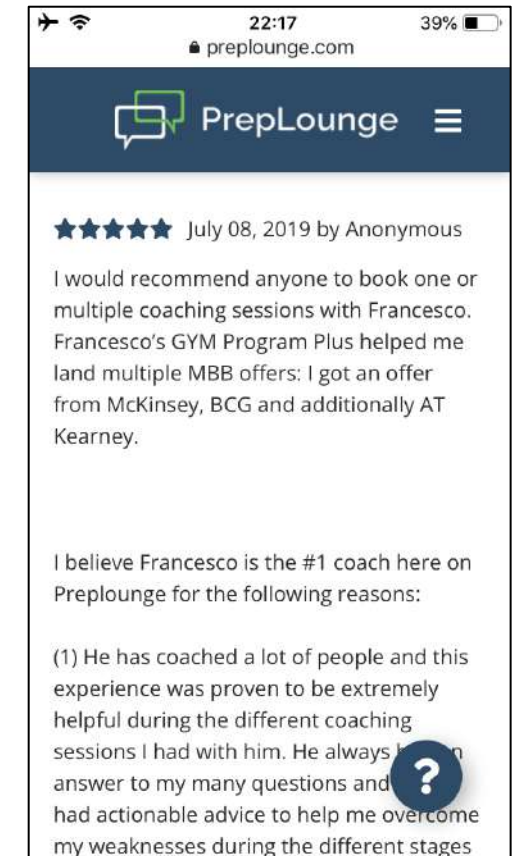 22:17
39%
preplounge.com
PrepLounge
July 08, 2019 by Anonymous
I would recommend anyone to book one or
multiple coaching sessions with Francesco.
Francesco's GYM Program Plus helped me
land multiple MBB offers: I got an offer
from McKinsey, BCG and additionally AT
Kearney.
I believe Francesco is the #1 coach here on
Preplounge for the following reasons:
(1) He has coached a lot of people and this
experience was proven to be extremely
helpful during the different coaching
sessions I had with him. He always
answer to my many questions and
?
had actionable advice to help me overcome
my weaknesses during the different stages